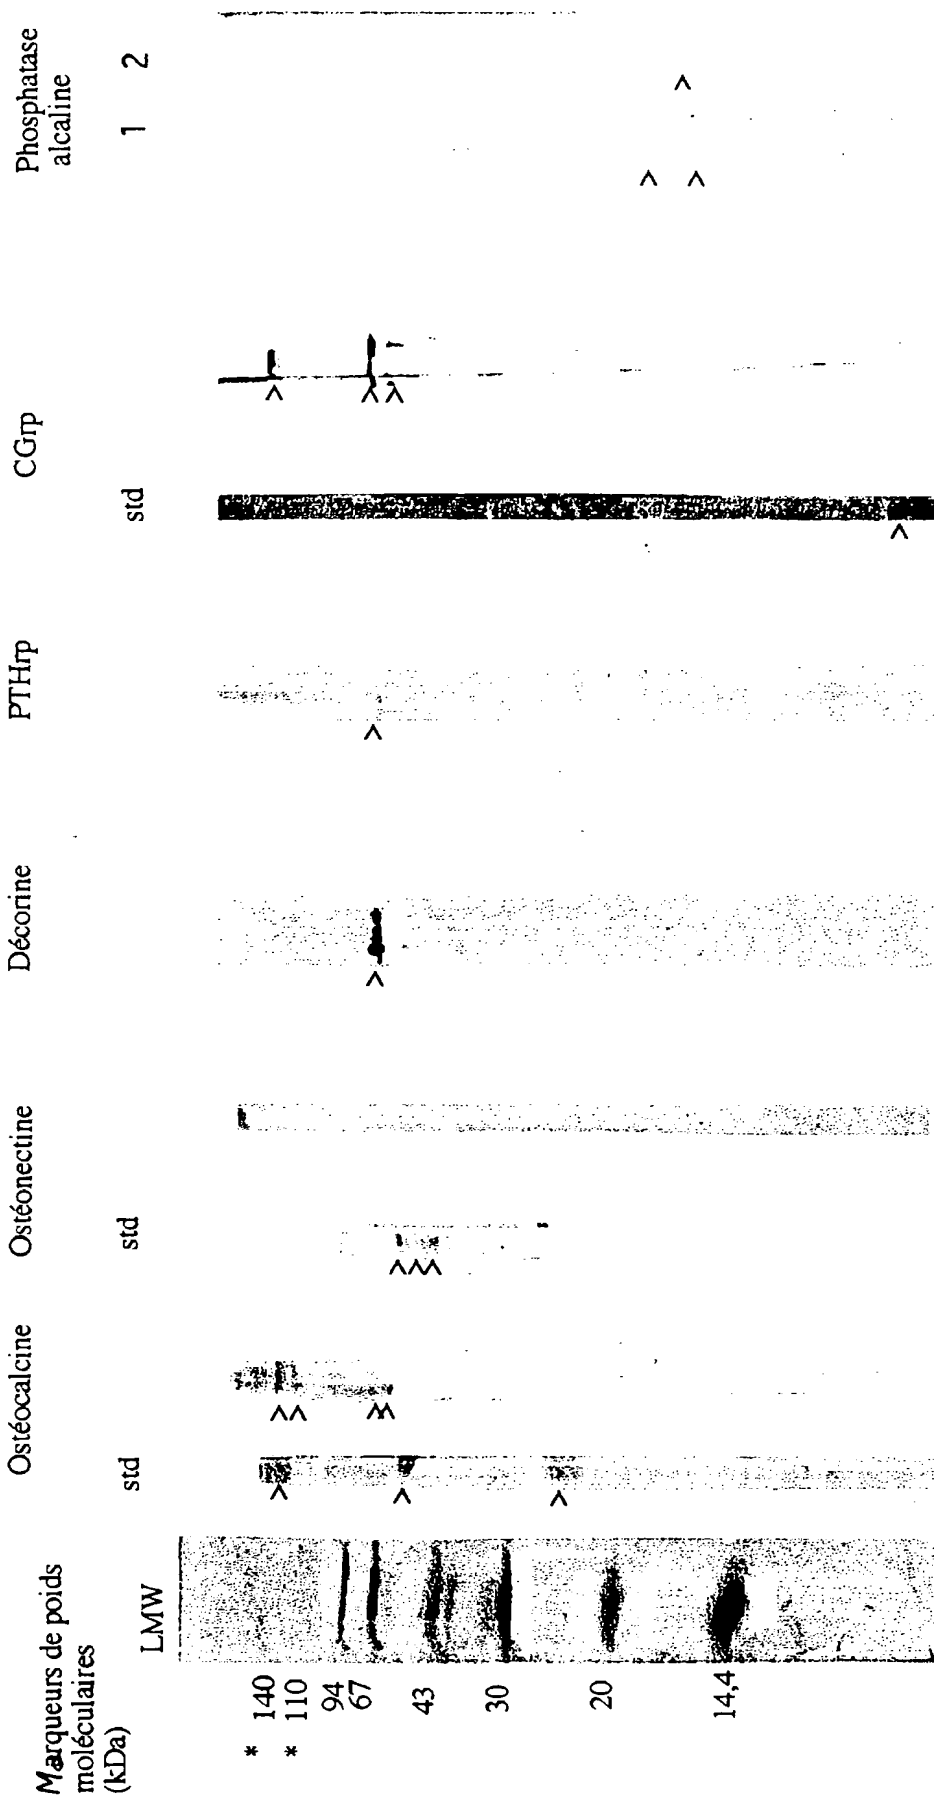 Marqueurs de poids
moléculaires
(kDa)
LMW
* 140
* 110
94
67
43
30
20
14,4
Ostéocalcine
std
Ostéonectine
std
Décorine
PTHrp
CGrp
std
Phosphatase
alcaline
1 2